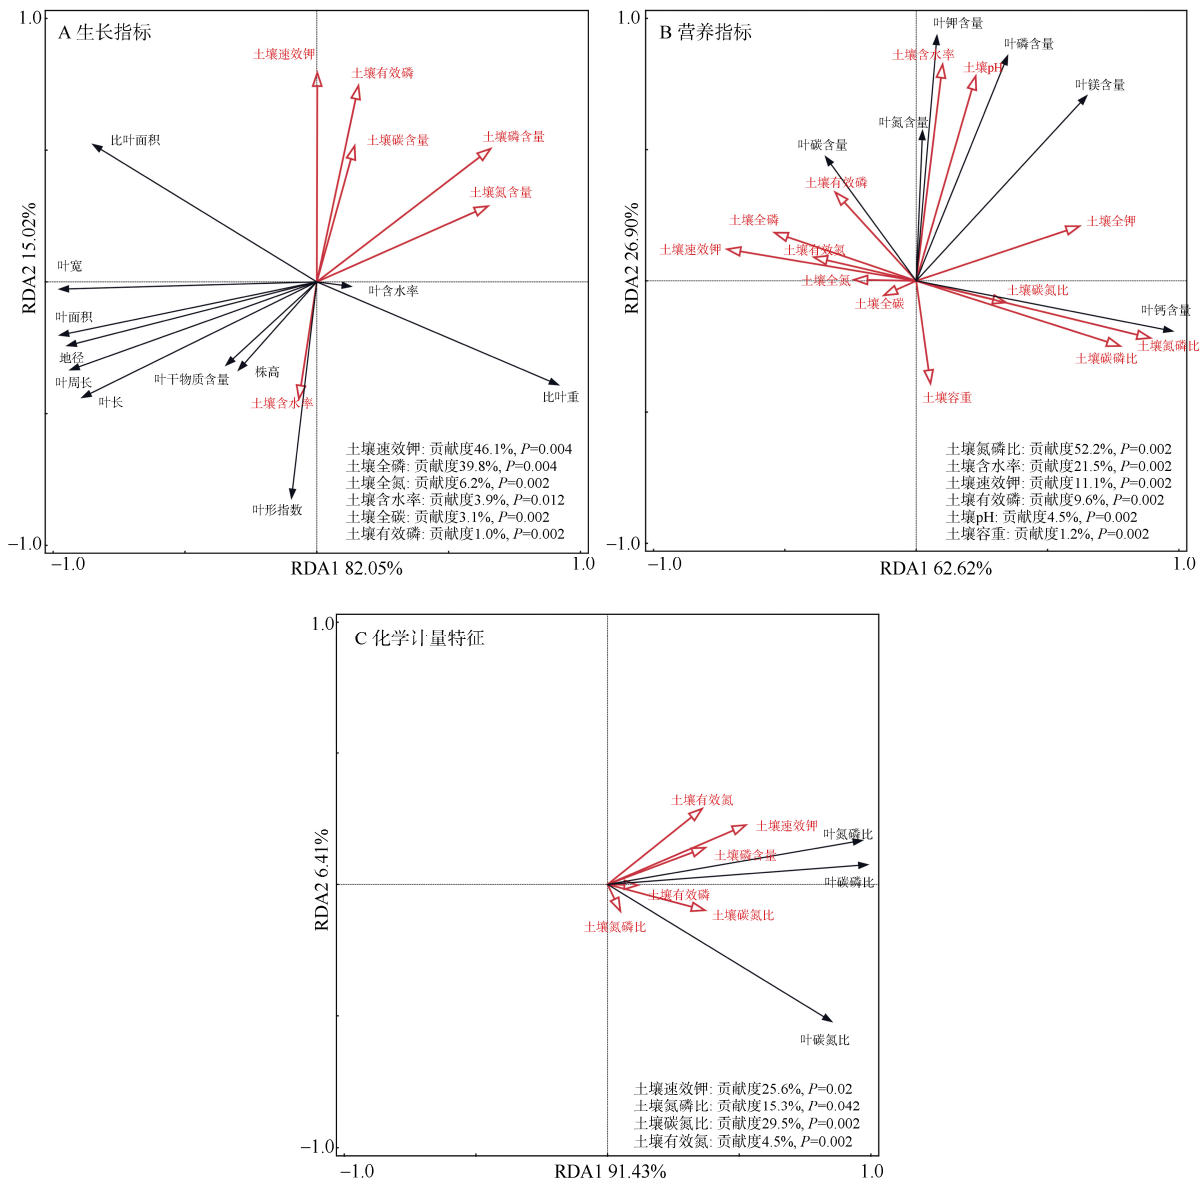 A 生长指标
1.0
土壤速效钾
土壤有效磷
比叶面积
土壤碳含量
土壤磷含量
土壤氮含量
叶宽
叶含水率
叶面积
地径
叶周长
叶干物质含量
株高
叶长
土壤含水率
比叶重
叶形指数
土壤速效钾: 贡献度46.1%, P=0.004
土壤全磷: 贡献度39.8%, P=0.004
土壤全氮: 贡献度6.2%, P=0.002
土壤含水率: 贡献度3.9%, P=0.012
土壤全碳: 贡献度3.1%, P=0.002
土壤有效磷: 贡献度1.0%, P=0.002
RDA2 15.02%
−1.0
−1.0
RDA1 82.05%
1.0
B 营养指标
1.0
叶钾含量
叶磷含量
土壤含水率
土壤pH
叶镁含量
叶氮含量
叶碳含量
土壤有效磷
土壤全磷
土壤全钾
土壤速效钾
土壤有效氮
土壤全氮
土壤碳氮比
土壤全碳
叶钙含量
土壤氮磷比
土壤碳磷比
土壤容重
土壤氮磷比: 贡献度52.2%, P=0.002
土壤含水率: 贡献度21.5%, P=0.002
土壤速效钾: 贡献度11.1%, P=0.002
土壤有效磷: 贡献度9.6%, P=0.002
土壤pH: 贡献度4.5%, P=0.002
土壤容重: 贡献度1.2%, P=0.002
RDA2 26.90%
−1.0
−1.0
RDA1 62.62%
1.0
C 化学计量特征
1.0
土壤有效氮
土壤速效钾
叶氮磷比
土壤磷含量
叶碳磷比
土壤有效磷
土壤碳氮比
土壤氮磷比
叶碳氮比
土壤速效钾: 贡献度25.6%, P=0.02
土壤氮磷比: 贡献度15.3%, P=0.042
土壤碳氮比: 贡献度29.5%, P=0.002
土壤有效氮: 贡献度4.5%, P=0.002
RDA2 6.41%
−1.0
−1.0
RDA1 91.43%
1.0